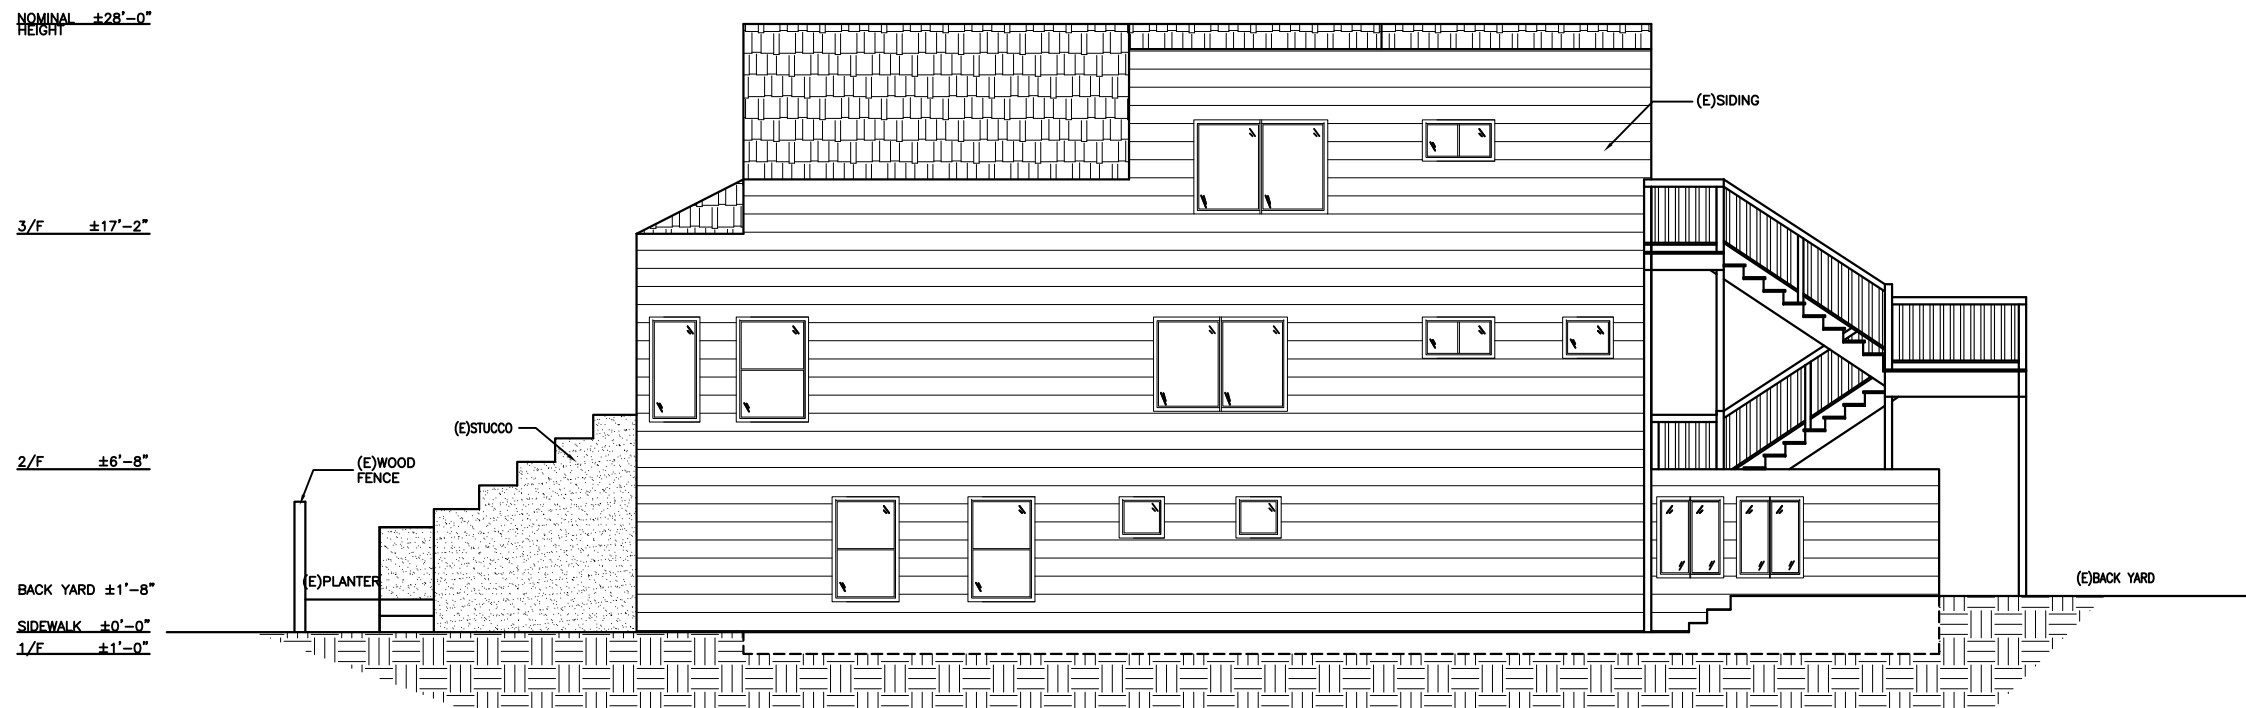 NOMINAL ±28'-0"
HEIGHT
(E)SIDING
3/F ±17'-2"
(E)STUCCO
2/F ±6'-8"
(E)WOOD
FENCE
(E)PLANTER
BACK YARD ±1'-8"
(E)BACK YARD
SIDEWALK ±0'-0"
1/F ±1'-0"